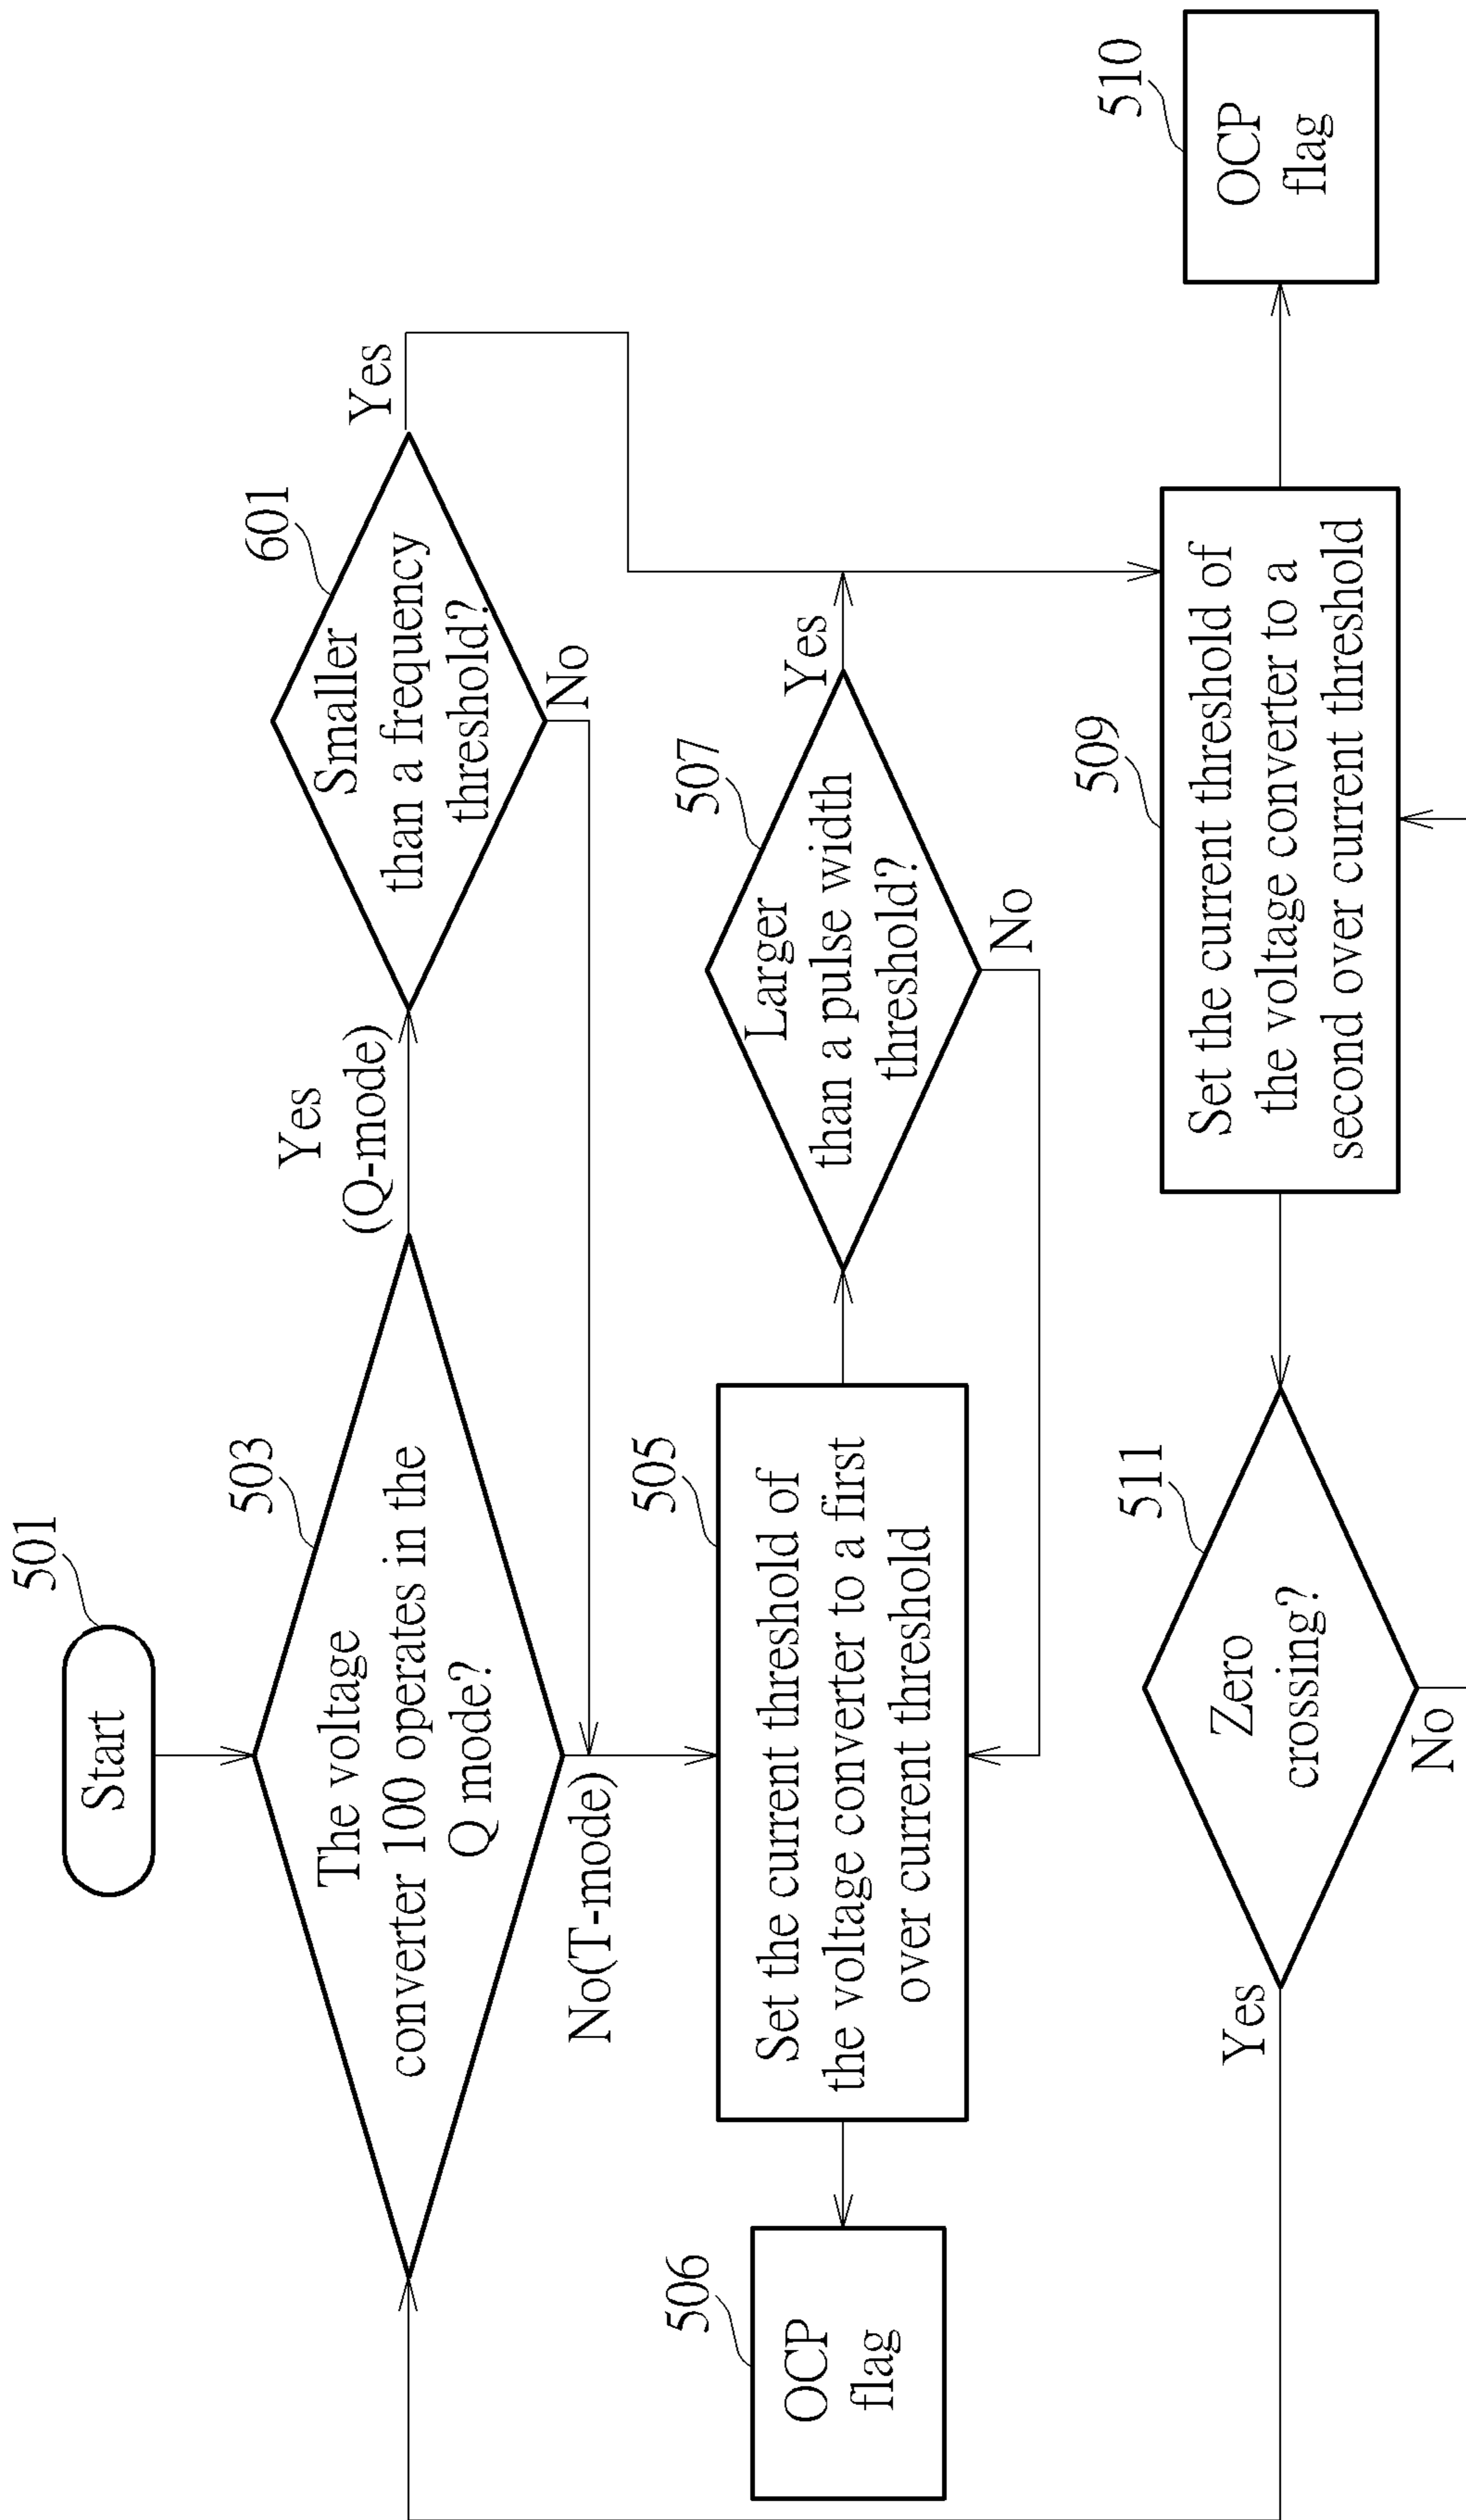 501
Start
503
The voltage
converter 100 operates in the
Q mode?
Yes
(Q-mode)
No(T-mode)
601
Smaller
than a frequency
threshold?
Yes
No
505
Set the current threshold of
the voltage converter to a first
over current threshold
506
OCP
flag
507
Larger
than a pulse width
threshold?
Yes
No
509
Set the current threshold of
the voltage converter to a
second over current threshold
510
OCP
flag
511
Zero
crossing?
Yes
No